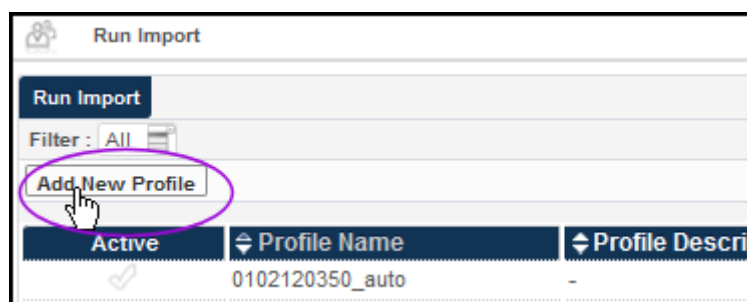 Run Import
Run Import
Filter : All
Add New Profile
Active Profile Name Profile Descri
0102120350_auto -